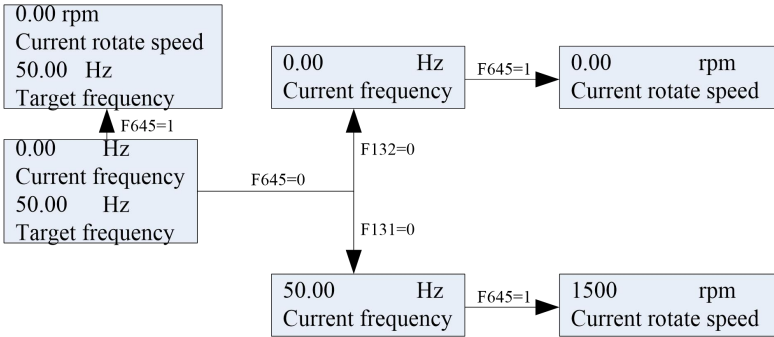 0.00 rpm
Current rotate speed
50.00 Hz
Target frequency
F645=1
0.00 Hz
Current frequency
50.00 Hz
Target frequency
F645=0
0.00 Hz
Current frequency
F645=1
0.00 rpm
Current rotate speed
F132=0
F131=0
50.00 Hz
Current frequency
F645=1
1500 rpm
Current rotate speed